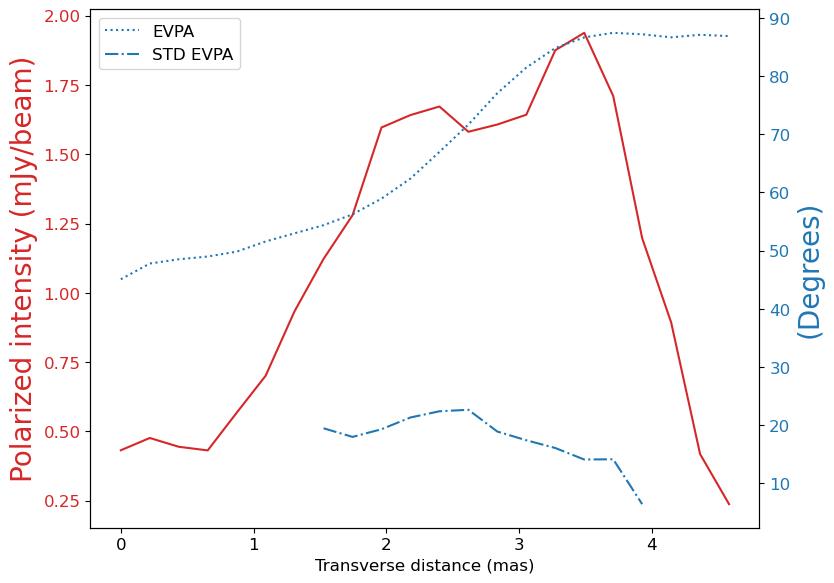 EVPA
STD EVPA
Polarized intensity (mJy/beam)
2.00
1.75
1.50
1.25
1.00
0.75
0.50
0.25
90
80
70
60
50
40
30
20
10
(Degrees)
0 1 2 3 4
Transverse distance (mas)